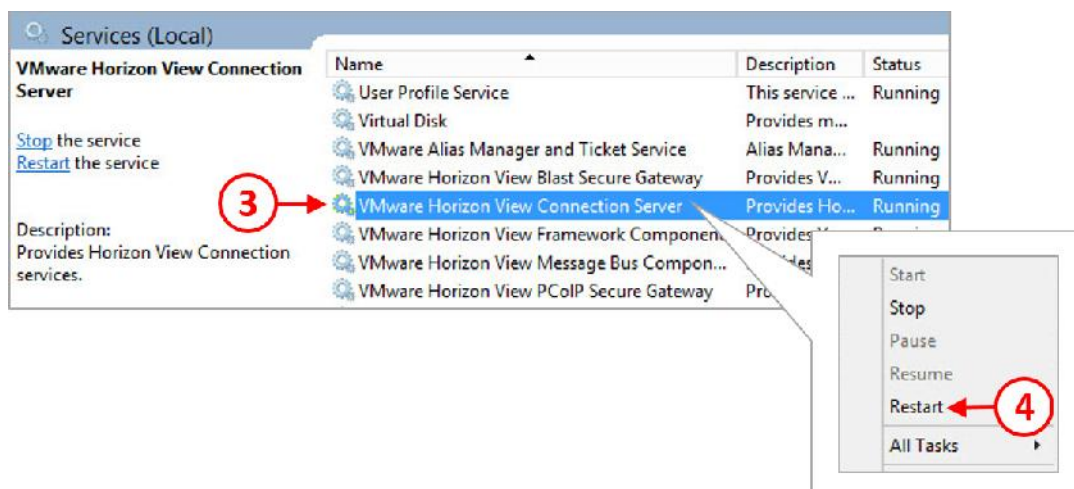 Services (Local)
VMware Horizon View Connection
Server
Stop the service
Restart the service
Description:
Provides Horizon View Connection
services.
Name Description Status
User Profile Service This service ... Running
Virtual Disk Provides m...
VMware Alias Manager and Ticket Service Alias Mana... Running
VMware Horizon View Blast Secure Gateway Provides V... Running
3 VMware Horizon View Connection Server Provides Ho... Running
VMware Horizon View Framework Component Provides
VMware Horizon View Message Bus Compon...
VMware Horizon View PCoIP Secure Gateway Pro
Start
Stop
Pause
Resume
Restart 4
All Tasks